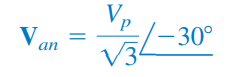 V_an = V_p/√3 ∠−30°